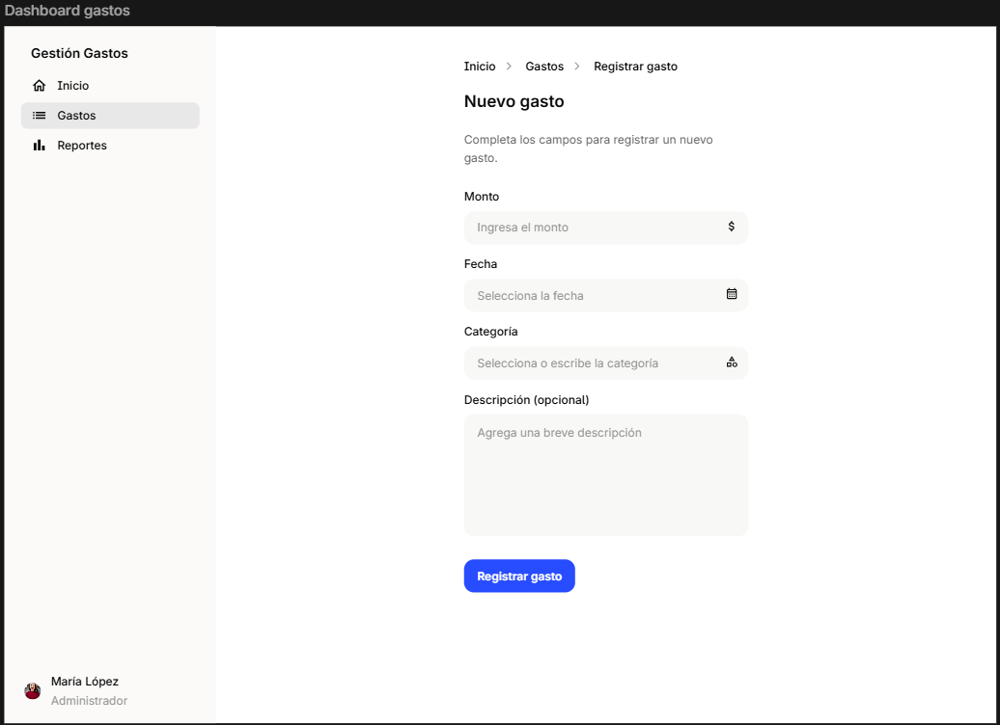 Dashboard gastos
Gestión Gastos
Inicio
Gastos
Reportes
María López
Administrador
Inicio > Gastos > Registrar gasto
Nuevo gasto
Completa los campos para registrar un nuevo
gasto.
Monto
Ingresa el monto $
Fecha
Selecciona la fecha
Categoría
Selecciona o escribe la categoría
Descripción (opcional)
Agrega una breve descripción
Registrar gasto